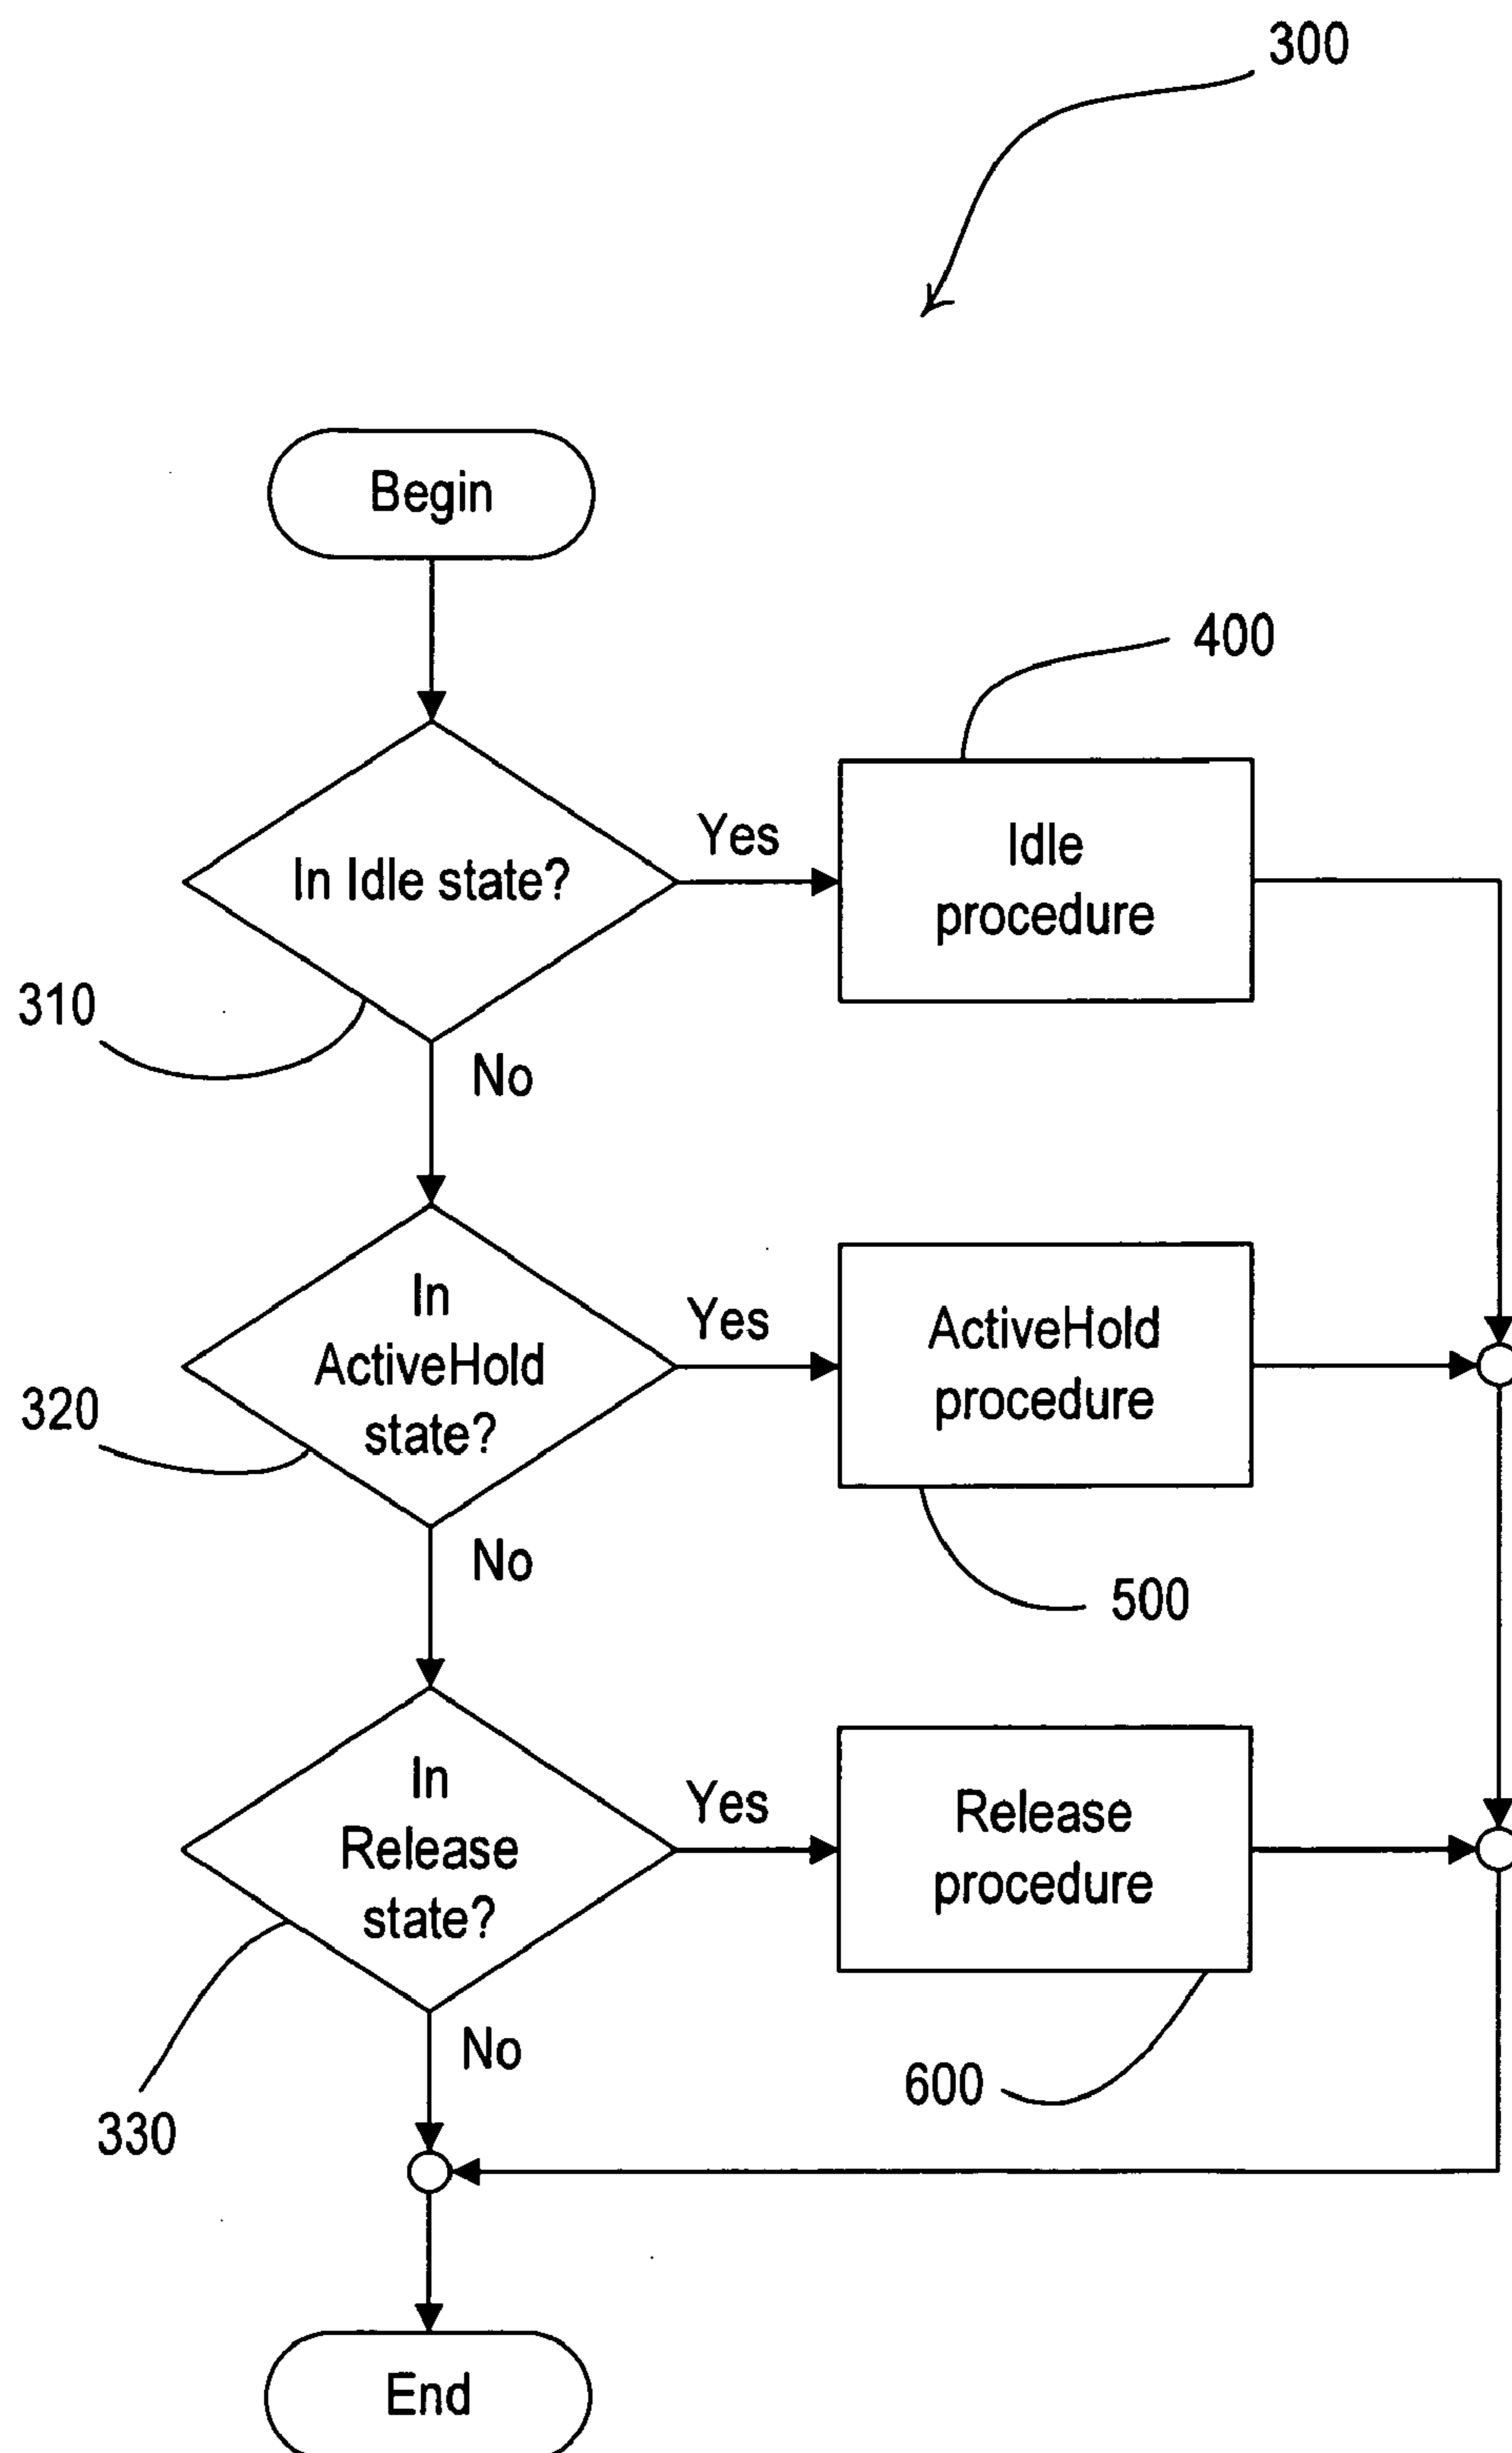 300
Begin
400
Yes
Idle
procedure
In Idle state?
310
No
In
ActiveHold
state?
Yes
ActiveHold
procedure
320
No
500
In
Release
state?
Yes
Release
procedure
No
600
330
End